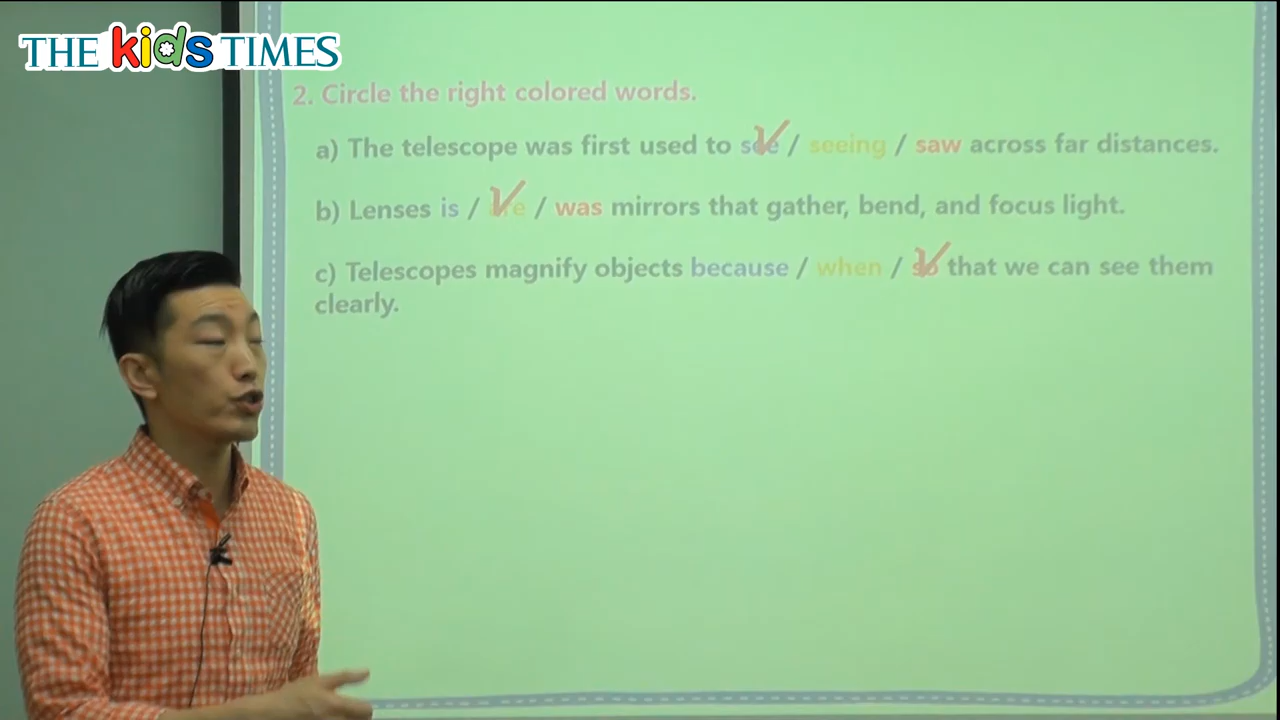 THE kids TIMES
2. Circle the right colored words.
a) The telescope was first used to see / seeing / saw across far distances.
b) Lenses is / are / was mirrors that gather, bend, and focus light.
c) Telescopes magnify objects because / when / so that we can see them
clearly.